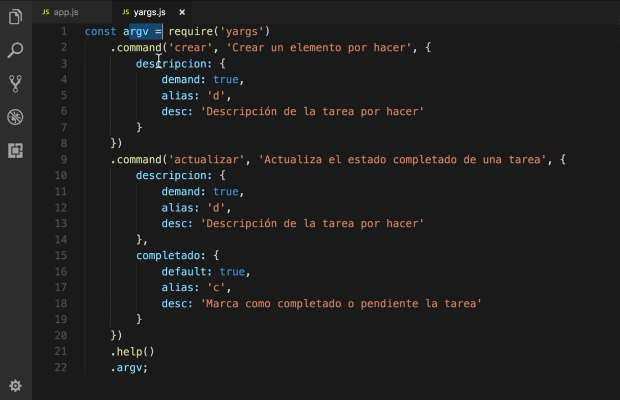 JS app.js JS yargs.js ×
1 const argv = require('yargs')
2 .command('crear', 'Crear un elemento por hacer', {
3 descripcion: {
4 demand: true,
5 alias: 'd',
6 desc: 'Descripción de la tarea por hacer'
7 }
8 })
9 .command('actualizar', 'Actualiza el estado completado de una tarea', {
10 descripcion: {
11 demand: true,
12 alias: 'd',
13 desc: 'Descripción de la tarea por hacer'
14 },
15 completado: {
16 default: true,
17 alias: 'c',
18 desc: 'Marca como completado o pendiente la tarea'
19 }
20 })
21 .help()
22 .argv;